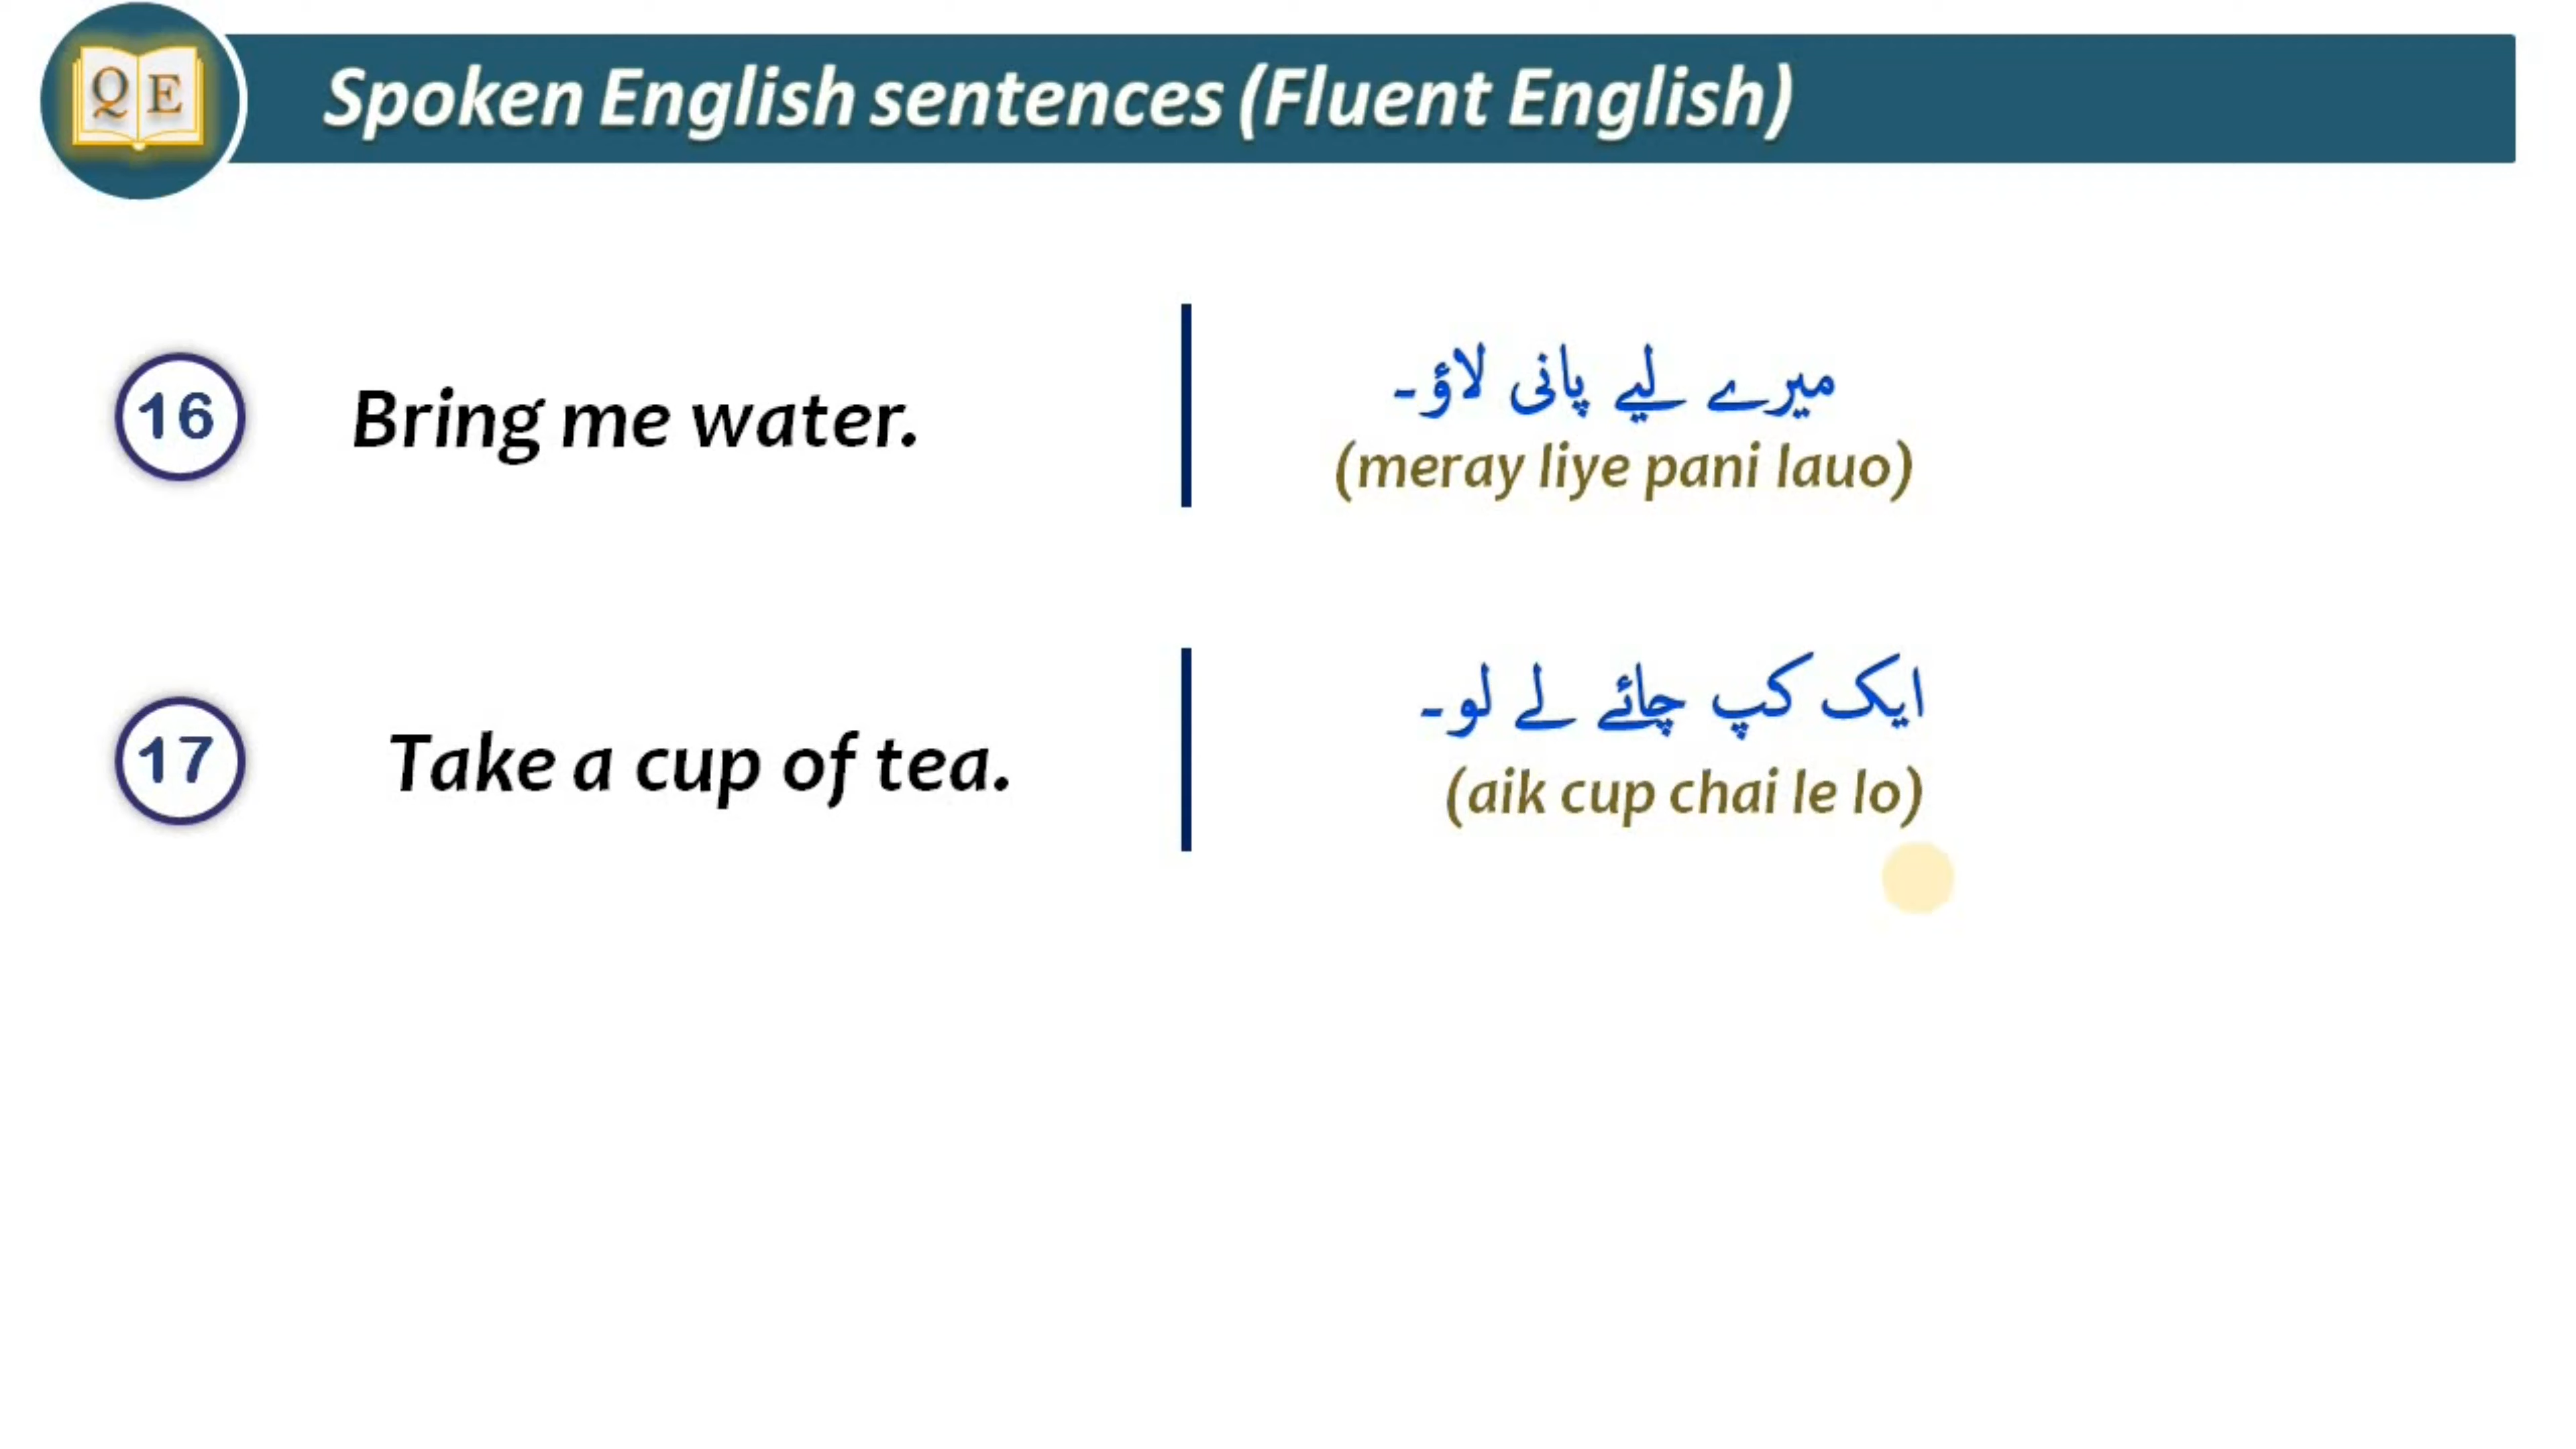 Q E
Spoken English sentences (Fluent English)
16
Bring me water.
میرے لیے پانی لاؤ۔
(meray liye pani lauo)
17
Take a cup of tea.
ایک کپ چائے لے لو۔
(aik cup chai le lo)